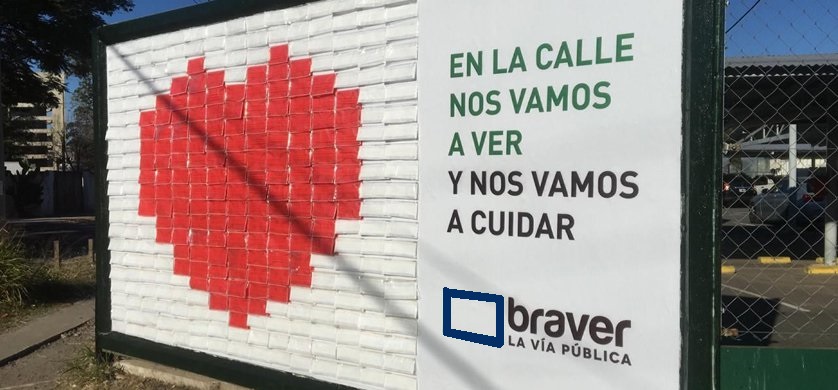 EN LA CALLE
NOS VAMOS
A VER
Y NOS VAMOS
A CUIDAR
braver
LA VÍA PÚBLICA